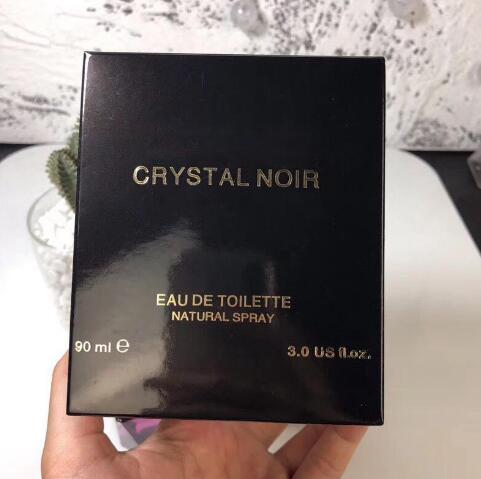 CRYSTAL NOIR
EAU DE TOILETTE
NATURAL SPRAY
90 ml ℮ 3.0 US fl.oz.